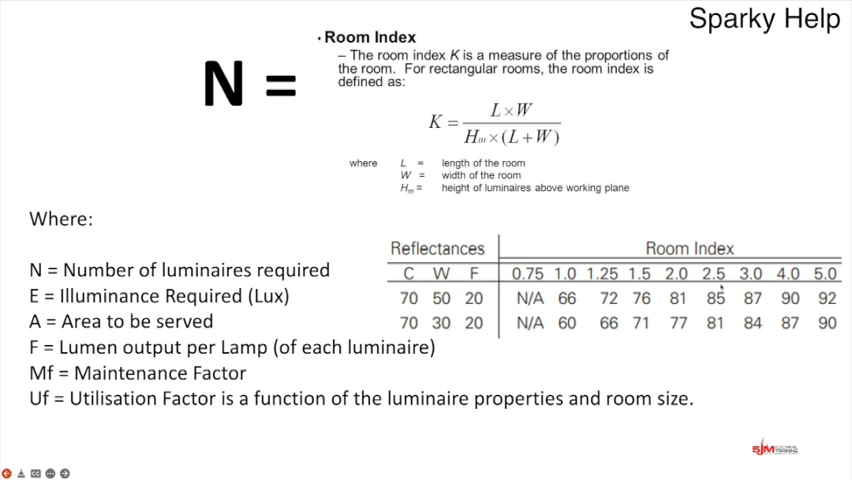 Sparky Help
N =
· Room Index
– The room index K is a measure of the proportions of
the room. For rectangular rooms, the room index is
defined as:
K = L×W / Hm×(L+W)
where L = length of the room
W = width of the room
Hm = height of luminaires above working plane
Where:
N = Number of luminaires required
E = Illuminance Required (Lux)
A = Area to be served
F = Lumen output per Lamp (of each luminaire)
Mf = Maintenance Factor
Uf = Utilisation Factor is a function of the luminaire properties and room size.
Reflectances Room Index
C W F 0.75 1.0 1.25 1.5 2.0 2.5 3.0 4.0 5.0
70 50 20 N/A 66 72 76 81 85 87 90 92
70 30 20 N/A 60 66 71 77 81 84 87 90
SJM
TRAINING